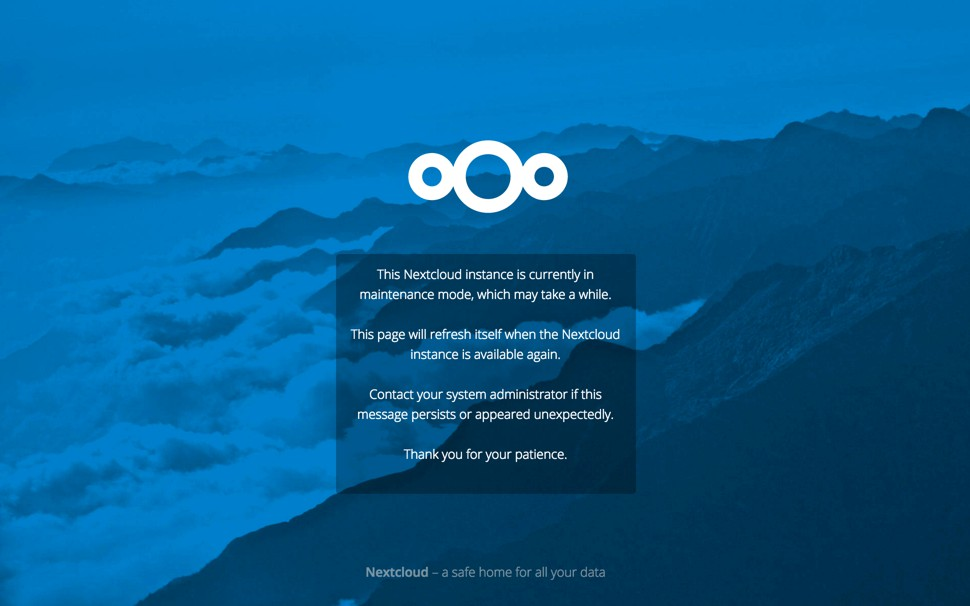 This Nextcloud instance is currently in
maintenance mode, which may take a while.
This page will refresh itself when the Nextcloud
instance is available again.
Contact your system administrator if this
message persists or appeared unexpectedly.
Thank you for your patience.
Nextcloud – a safe home for all your data